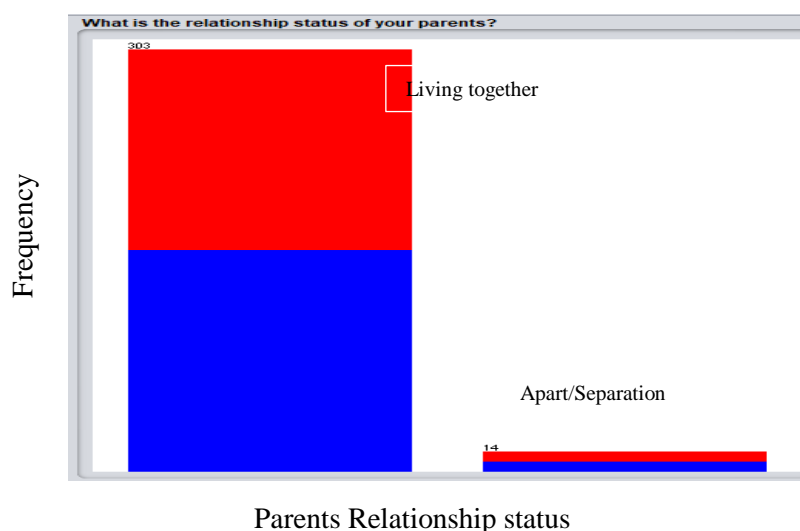 What is the relationship status of your parents?
303
Living together
Frequency
Apart/Separation
14
Parents Relationship status